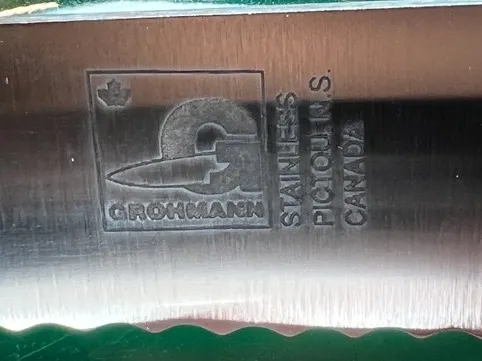 GROHMANN
STAINLESS
PICTOU N.S.
CANADA